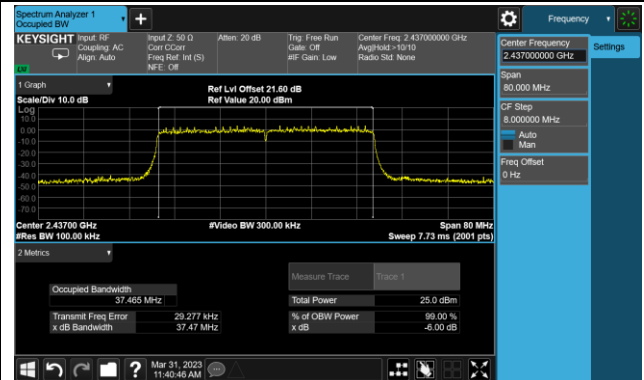 Spectrum Analyzer 1
Occupied BW
Frequency
KEYSIGHT
Input: RF
Coupling: AC
Align: Auto
Input Z: 50 Ω
Corr CCorr
Freq Ref: Int (S)
NFE: Off
Atten: 20 dB
Trig: Free Run
Gate: Off
#IF Gain: Low
Center Freq: 2.437000000 GHz
Avg|Hold:>10/10
Radio Std: None
Center Frequency
2.437000000 GHz
Settings
Span
80.000 MHz
CF Step
8.000000 MHz
Auto
Man
Freq Offset
0 Hz
1 Graph
Scale/Div 10.0 dB
Ref Lvl Offset 21.60 dB
Ref Value 20.00 dBm
Log
10.0
0.00
-10.0
-20.0
-30.0
-40.0
-50.0
-60.0
-70.0
Center 2.43700 GHz
#Video BW 300.00 kHz
Span 80 MHz
#Res BW 100.00 kHz
Sweep 7.73 ms (2001 pts)
2 Metrics
Measure Trace
Trace 1
Occupied Bandwidth
37.465 MHz
Total Power
25.0 dBm
Transmit Freq Error
29.277 kHz
% of OBW Power
99.00 %
x dB Bandwidth
37.47 MHz
x dB
-6.00 dB
?
Mar 31, 2023
11:40:46 AM